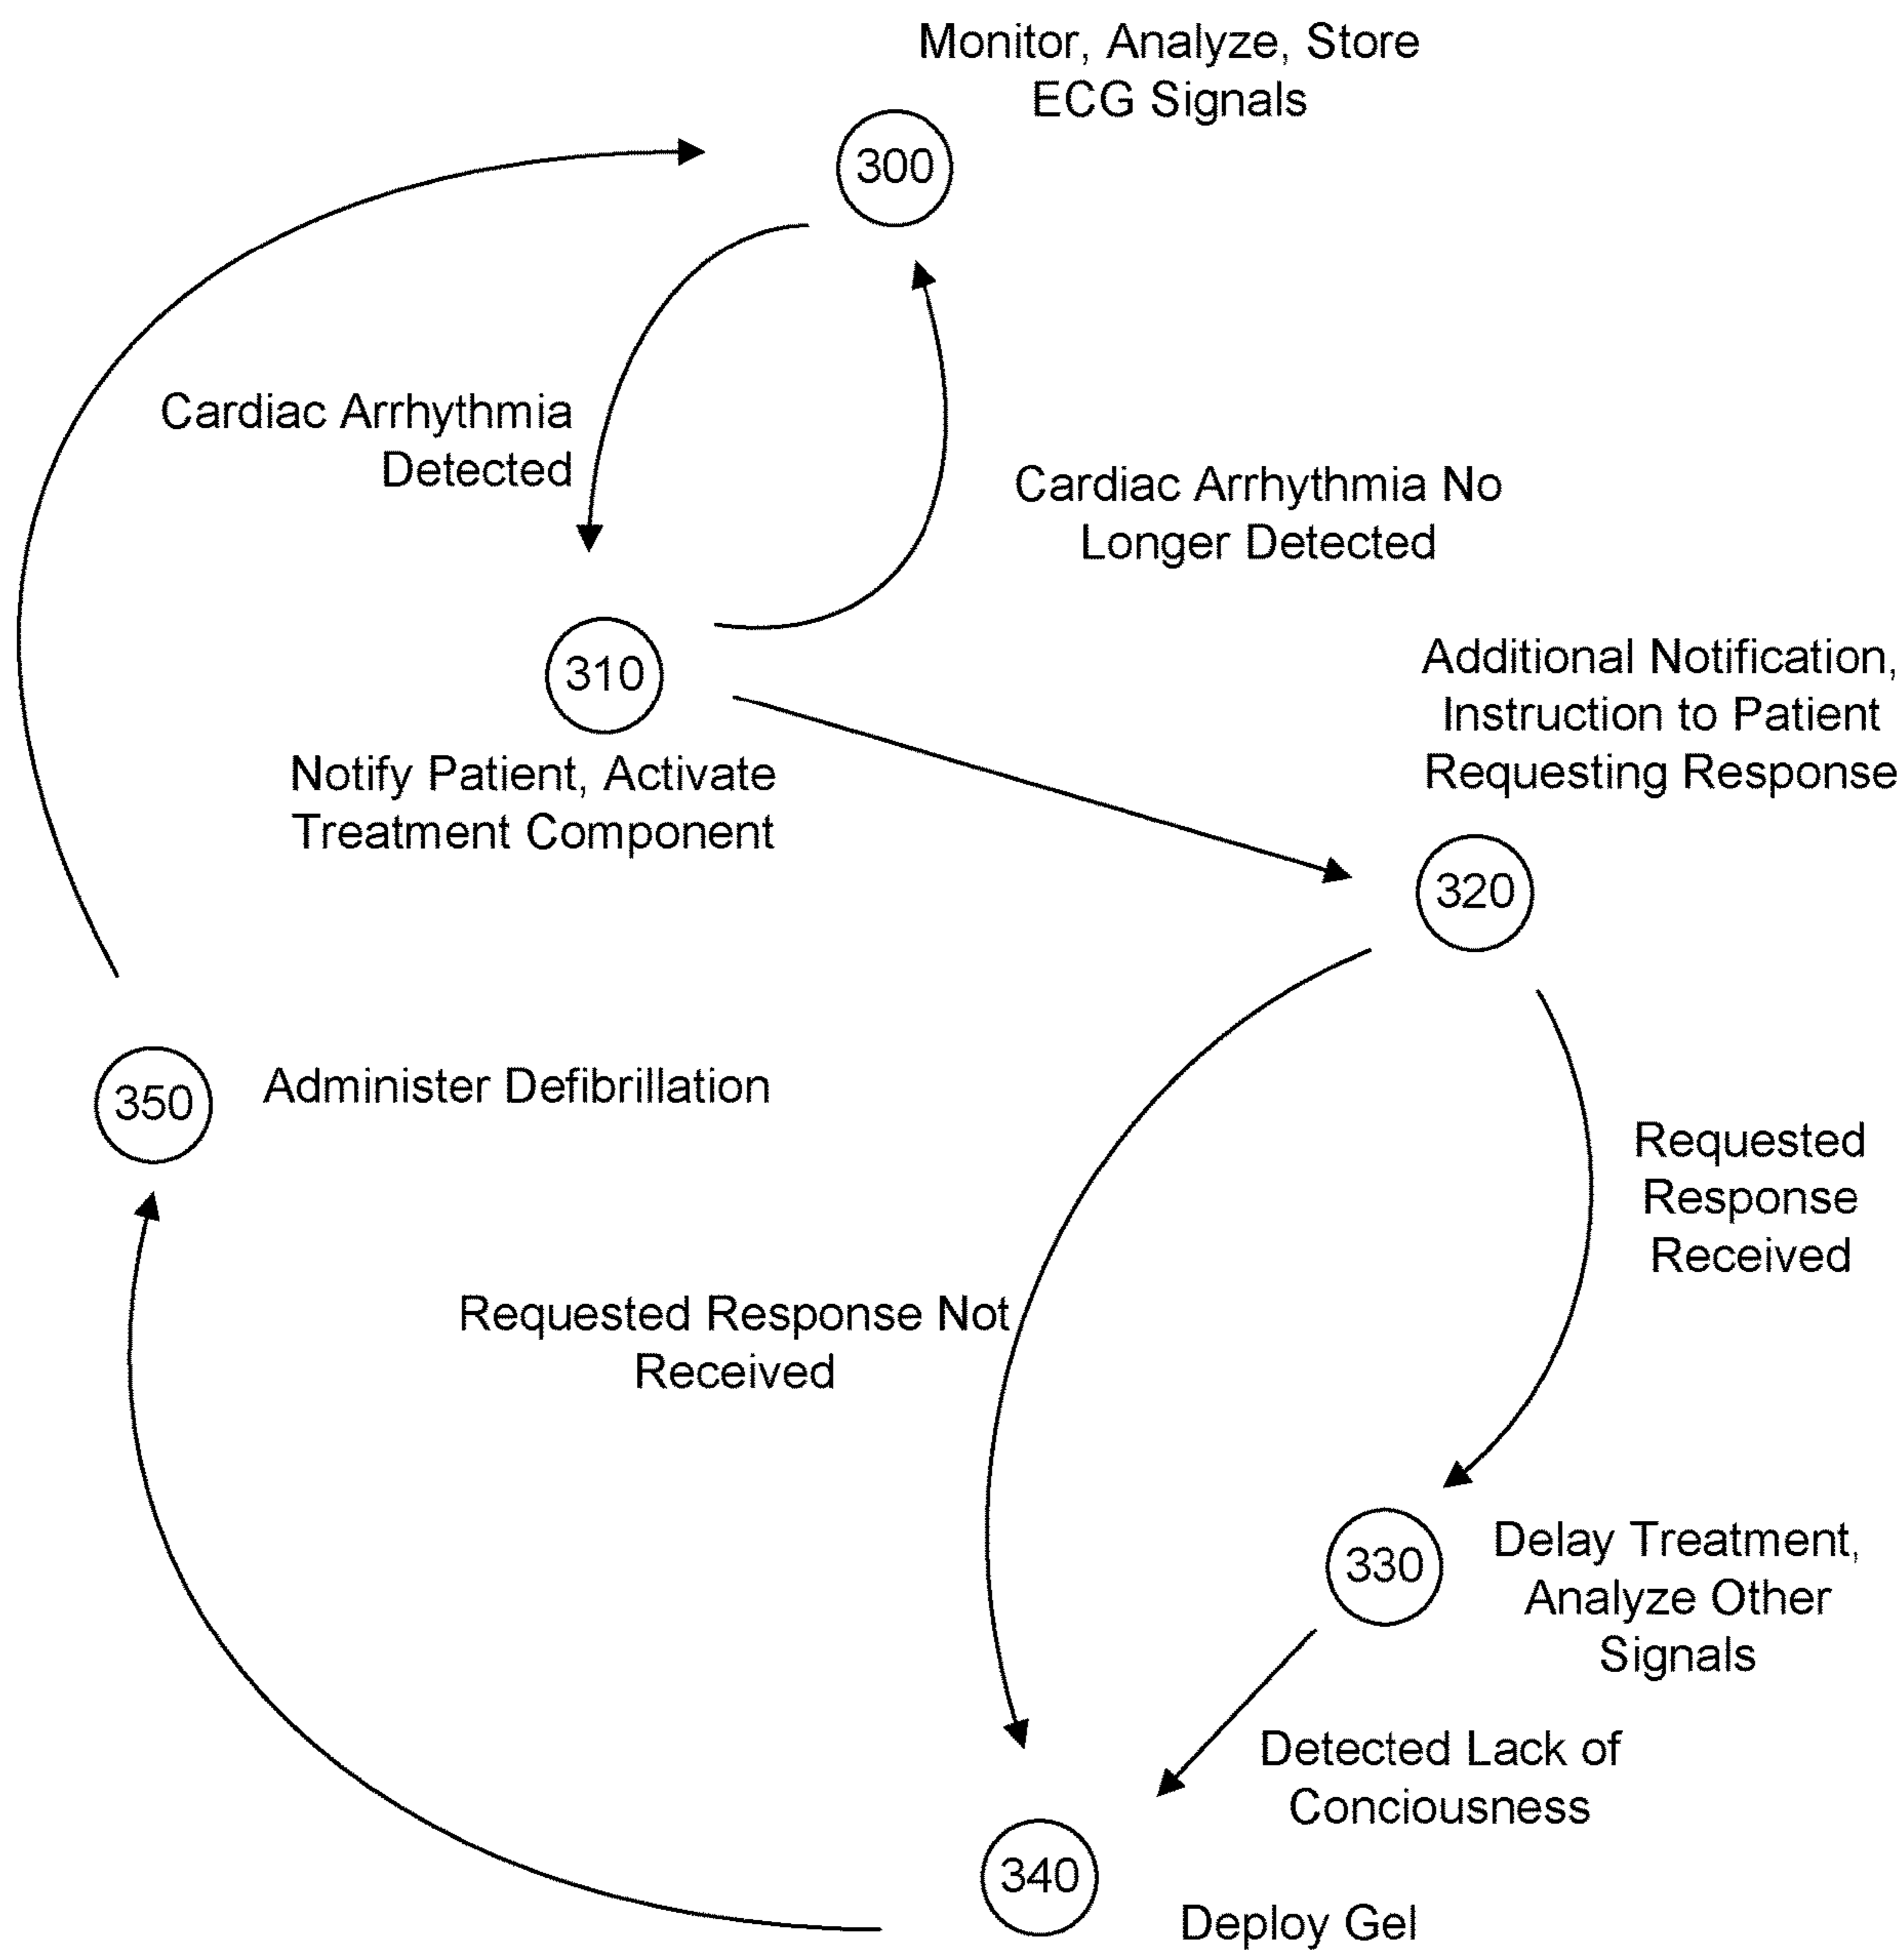 Monitor, Analyze, Store
ECG Signals
300
Cardiac Arrhythmia
Detected
Cardiac Arrhythmia No
Longer Detected
310
Notify Patient, Activate
Treatment Component
Additional Notification,
Instruction to Patient
Requesting Response
320
350
Administer Defibrillation
Requested
Response
Received
Requested Response Not
Received
330
Delay Treatment,
Analyze Other
Signals
Detected Lack of
Conciousness
340
Deploy Gel